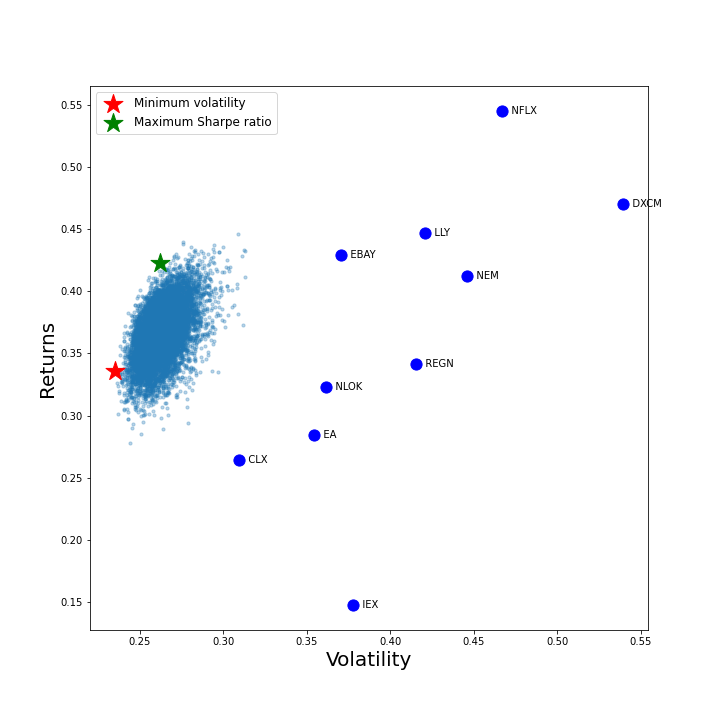 Minimum volatility
Maximum Sharpe ratio
NFLX
DXCM
LLY
EBAY
NEM
REGN
NLOK
EA
CLX
IEX
0.55
0.50
0.45
0.40
0.35
0.30
0.25
0.20
0.15
Returns
0.25 0.30 0.35 0.40 0.45 0.50 0.55
Volatility